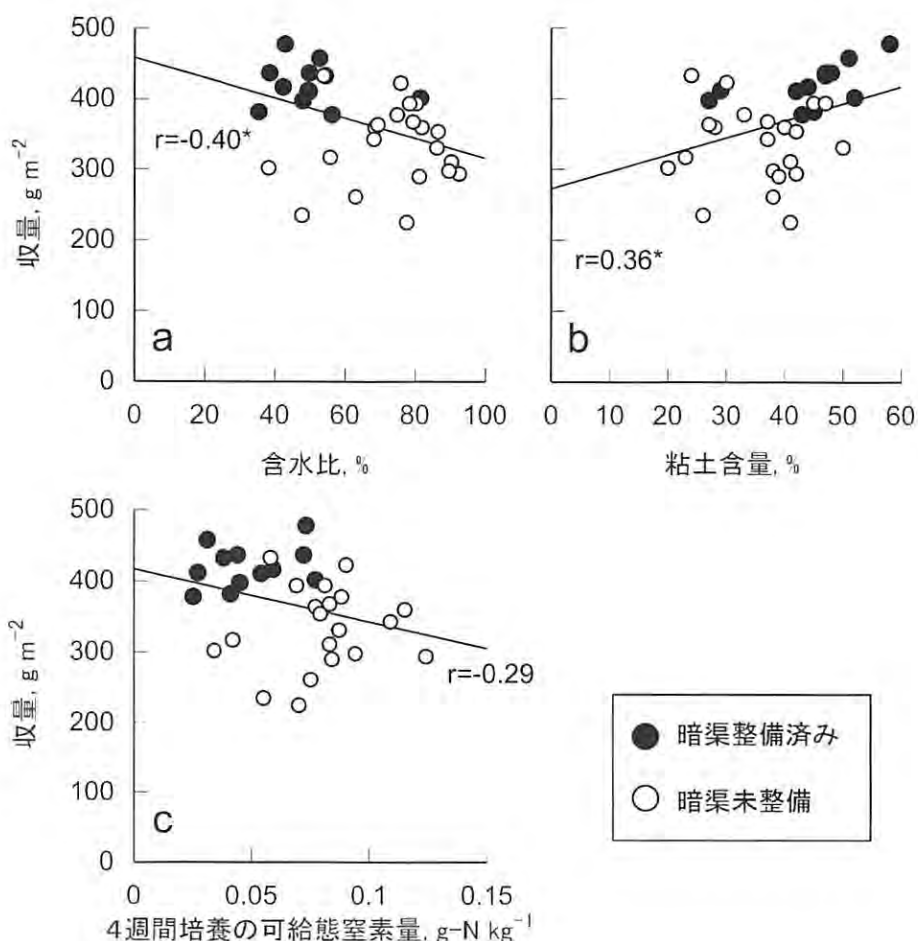 500
400
300
200
100
0
収量, g m⁻²
r=-0.40*
a
0 20 40 60 80 100
含水比, %
r=0.36*
b
0 10 20 30 40 50 60
粘土含量, %
500
400
300
200
100
0
収量, g m⁻²
r=-0.29
c
0 0.05 0.1 0.15
4週間培養の可給態窒素量, g-N kg⁻¹
暗渠整備済み
暗渠未整備